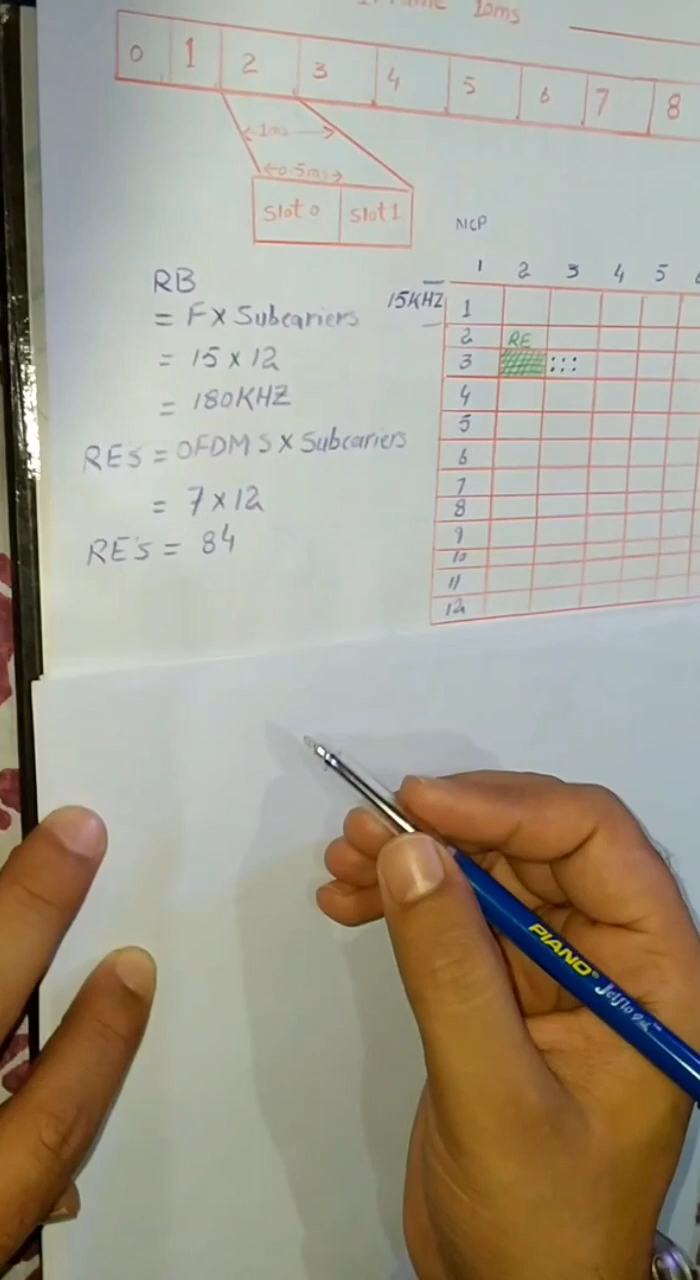 10ms
0 1 2 3 4 5 6 7 8
←1ms→
←0.5ms→
Slot 0 Slot 1
NCP
1 2 3 4 5
RB
= F X Subcariers
= 15 x 12
= 180KHZ
RES = OFDM S X Subcariers
= 7 x 12
RE's = 84
15KHZ
1
2 RE
3
4
5
6
7
8
9
10
11
12
PIANO